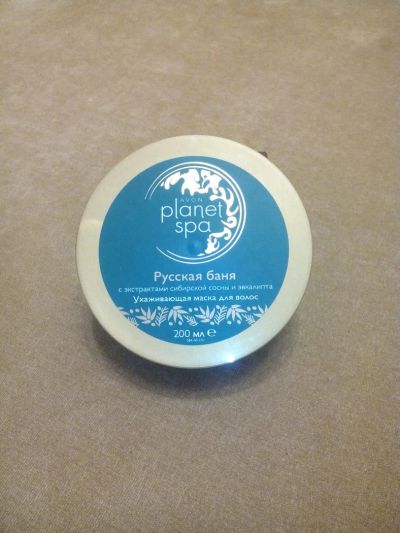 AVON
planet
spa
Русская баня
с экстрактами сибирской сосны и эвкалипта
Ухаживающая маска для волос
200 мл e